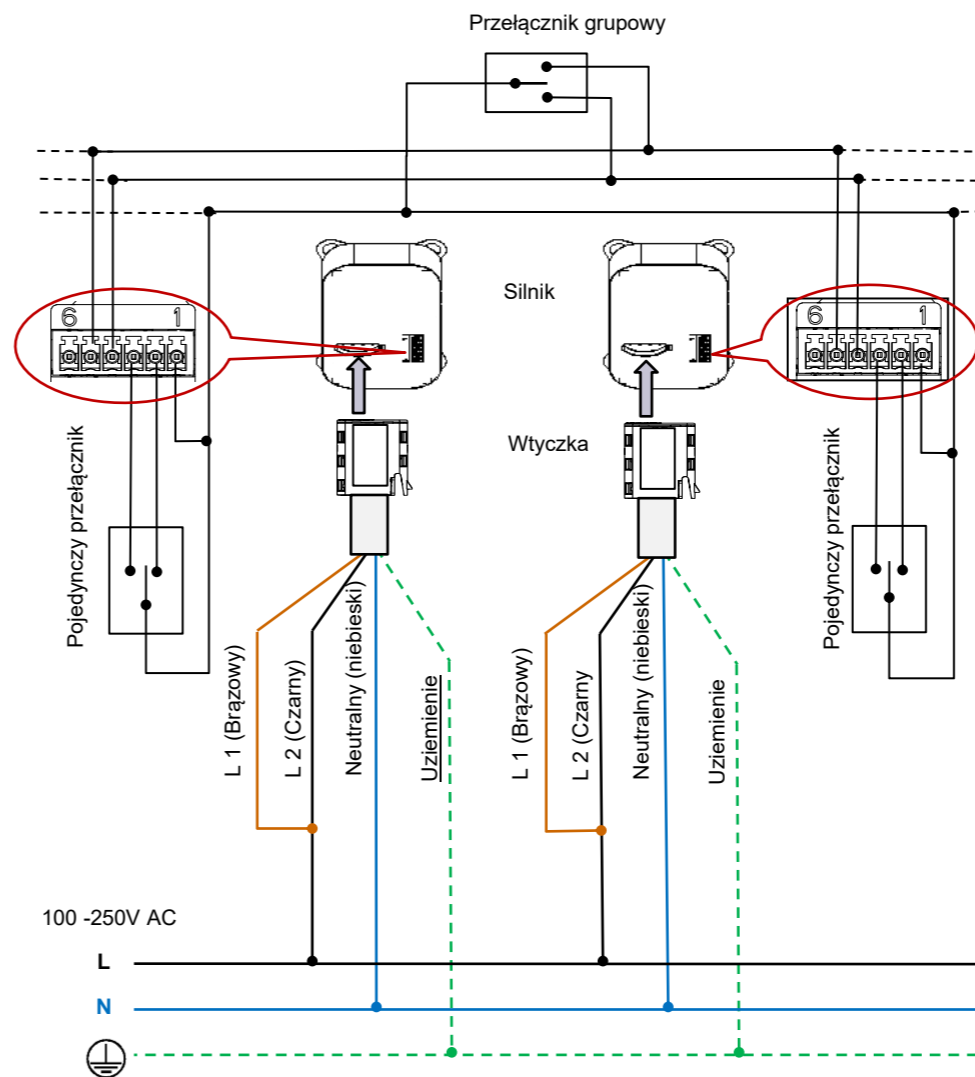 Przełącznik grupowy
Silnik
6 1
6 1
Wtyczka
Pojedynczy przełącznik
Pojedynczy przełącznik
L 1 (Brązowy)
L 2 (Czarny)
Neutralny (niebieski)
Uziemienie
L 1 (Brązowy)
L 2 (Czarny
Neutralny (niebieski)
Uziemienie
100 -250V AC
L
N